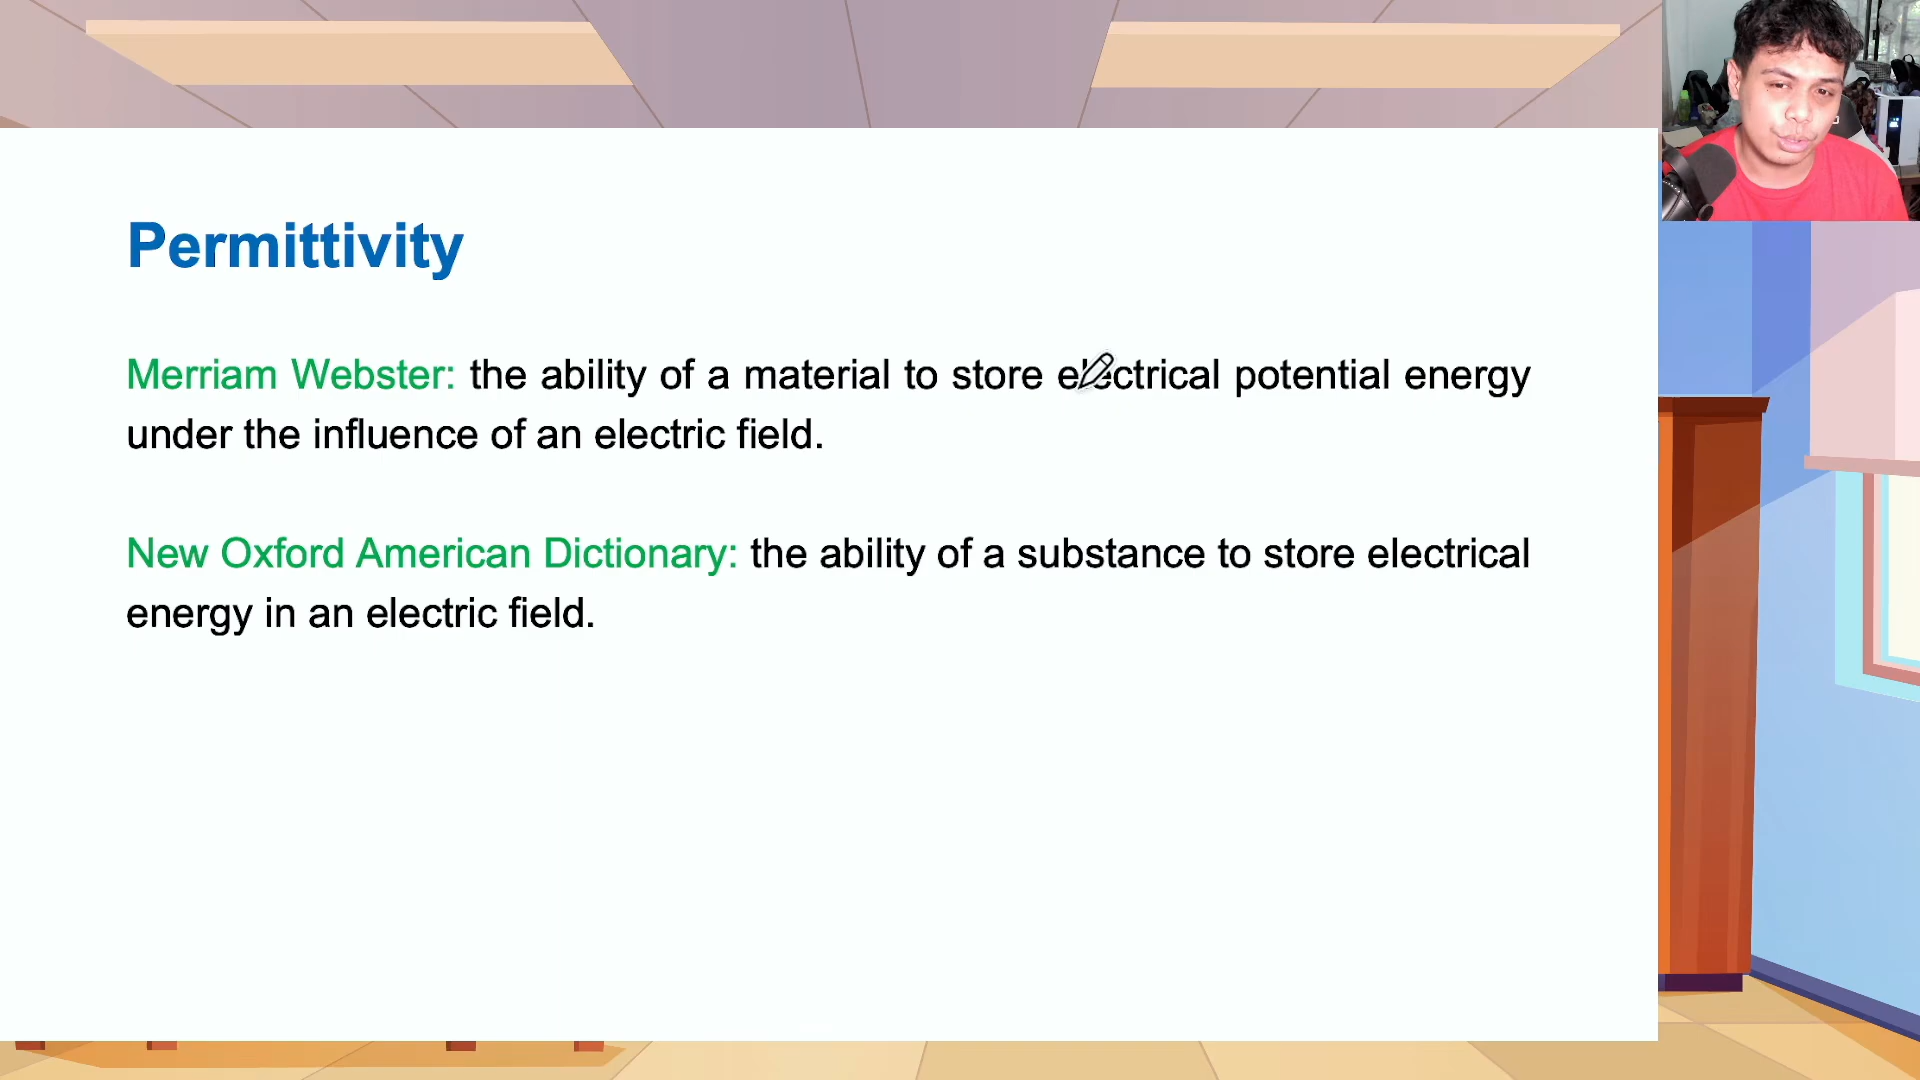 Permittivity
Merriam Webster: the ability of a material to store electrical potential energy
under the influence of an electric field.
New Oxford American Dictionary: the ability of a substance to store electrical
energy in an electric field.